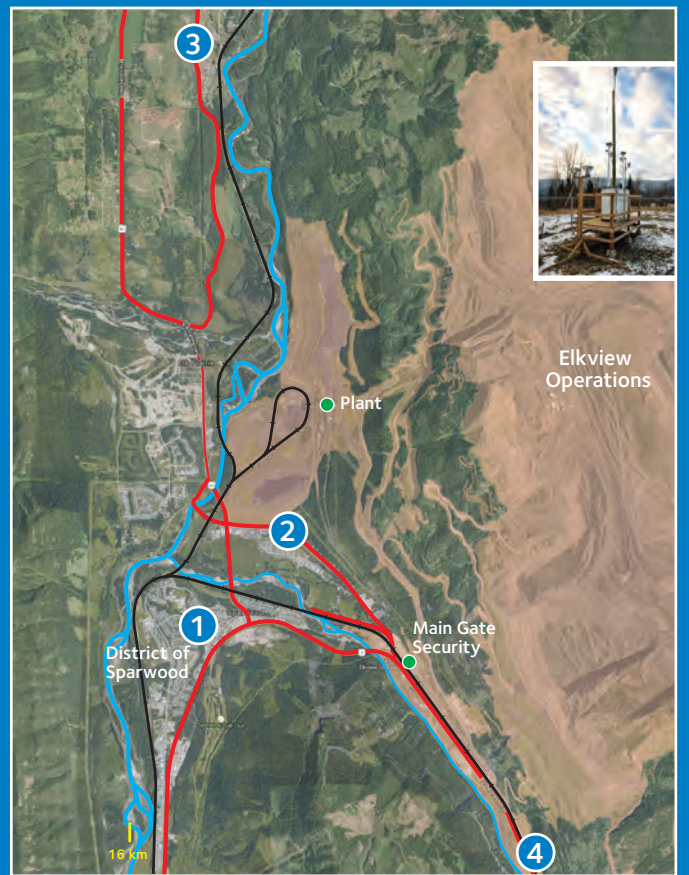 3
Elkview
Operations
Plant
2
1
Main Gate
Security
District of
Sparwood
16 km
4